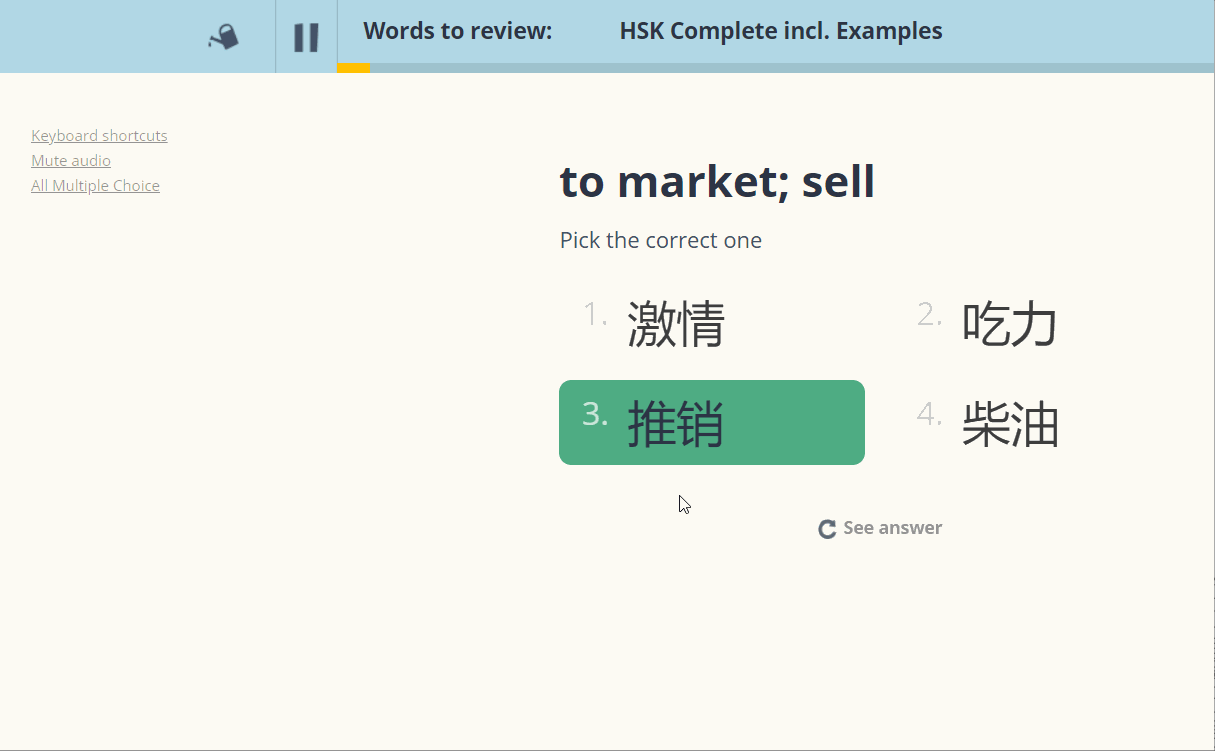 Words to review: HSK Complete incl. Examples
Keyboard shortcuts
Mute audio
All Multiple Choice
to market; sell
Pick the correct one
1. 激情
2. 吃力
3. 推销
4. 柴油
See answer